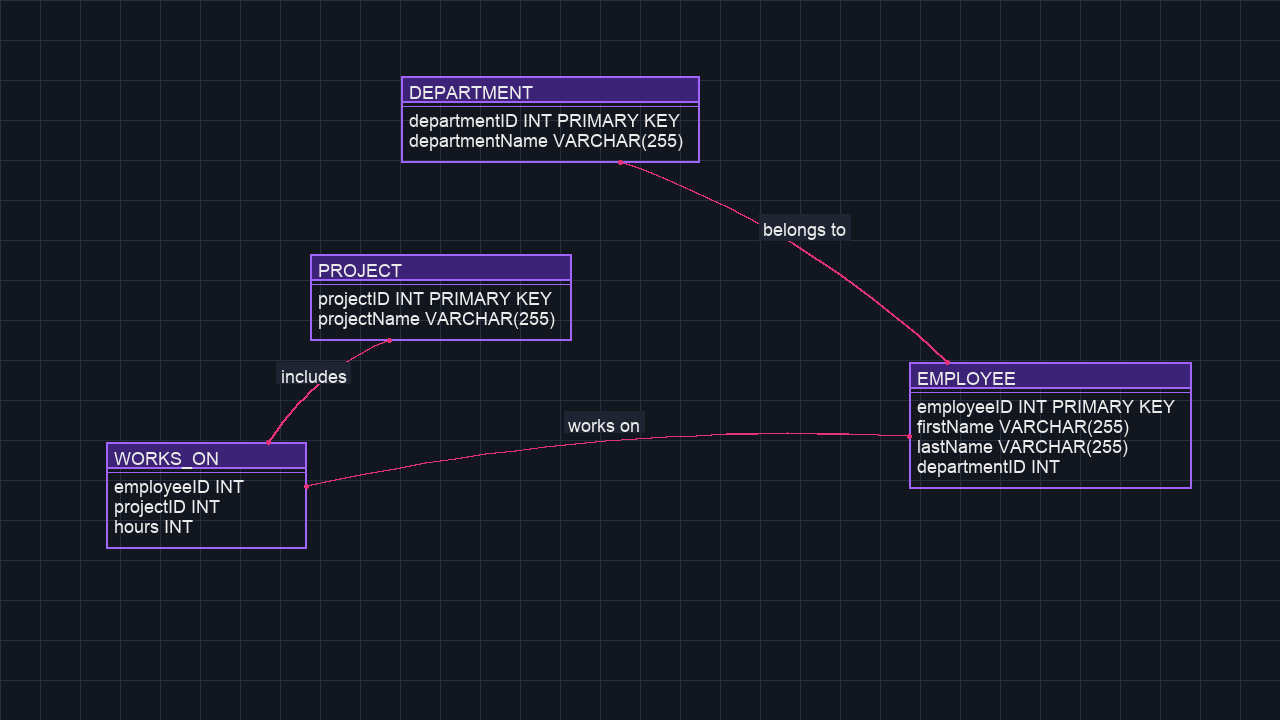 DEPARTMENT
departmentID INT PRIMARY KEY
departmentName VARCHAR(255)
belongs to
PROJECT
projectID INT PRIMARY KEY
projectName VARCHAR(255)
includes
EMPLOYEE
employeeID INT PRIMARY KEY
firstName VARCHAR(255)
lastName VARCHAR(255)
departmentID INT
works on
WORKS_ON
employeeID INT
projectID INT
hours INT